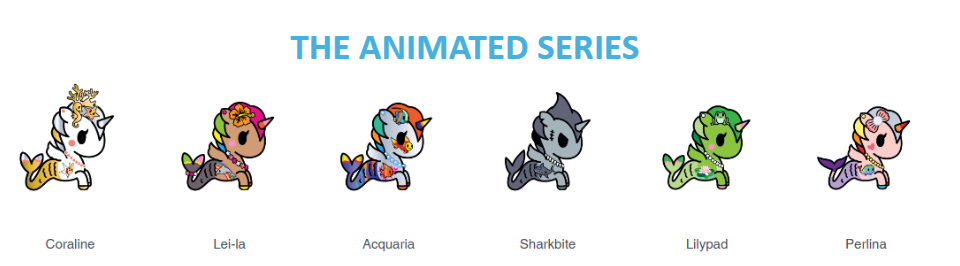 THE ANIMATED SERIES
Coraline Lei-la Acquaria Sharkbite Lilypad Perlina